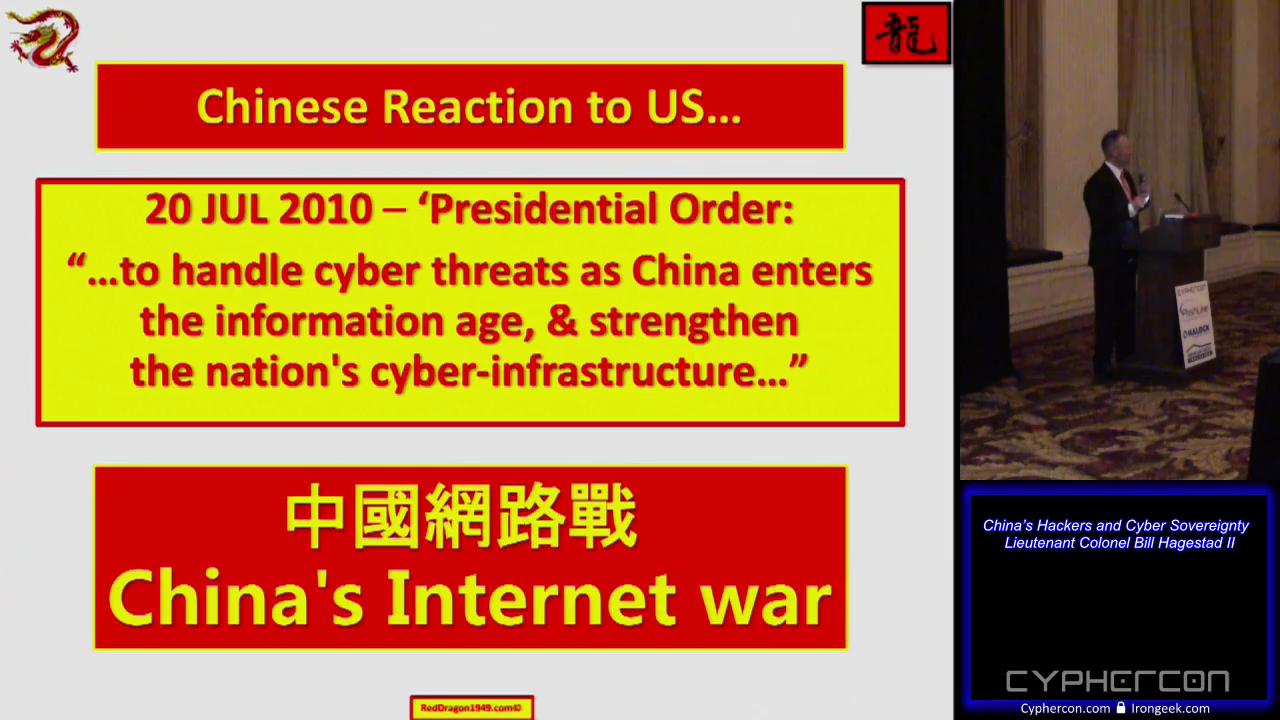 龍
Chinese Reaction to US…
20 JUL 2010 – ‘Presidential Order:
“…to handle cyber threats as China enters
the information age, & strengthen
the nation's cyber-infrastructure…”
中國網路戰
China's Internet war
RedDragon1949.com©
CYPHERCON
China’s Hackers and Cyber Sovereignty
Lieutenant Colonel Bill Hagestad II
CYPHERCON
Cyphercon.com Irongeek.com